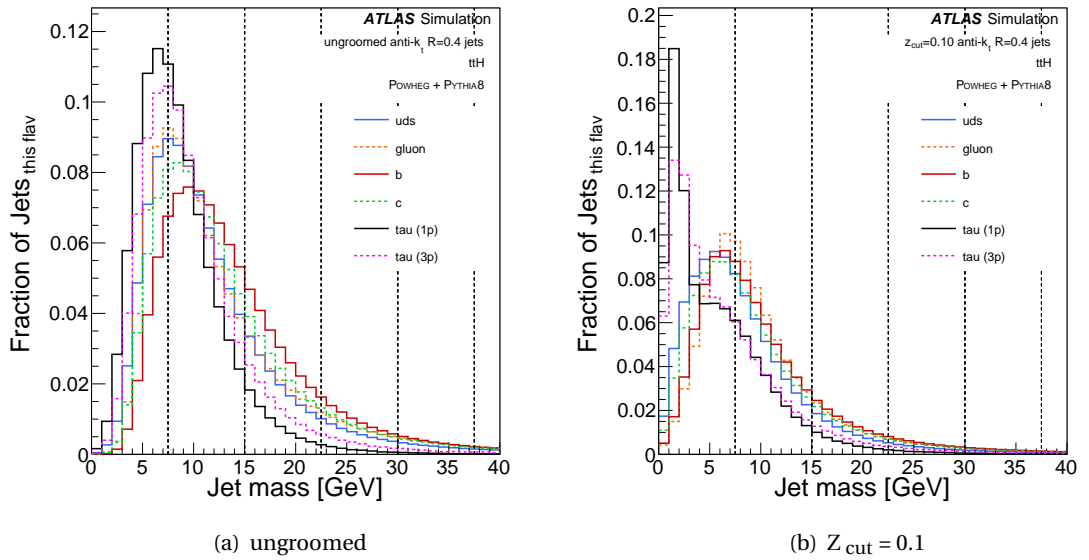 ATLAS Simulation
ungroomed anti-kt R=0.4 jets
ttH
POWHEG + PYTHIA8
uds
gluon
b
c
tau (1p)
tau (3p)
Fraction of Jets this flav
0.12
0.1
0.08
0.06
0.04
0.02
0
0 5 10 15 20 25 30 35 40
Jet mass [GeV]
(a) ungroomed
ATLAS Simulation
zcut=0.10 anti-kt R=0.4 jets
ttH
POWHEG + PYTHIA8
uds
gluon
b
c
tau (1p)
tau (3p)
Fraction of Jets this flav
0.2
0.18
0.16
0.14
0.12
0.1
0.08
0.06
0.04
0.02
0
0 5 10 15 20 25 30 35 40
Jet mass [GeV]
(b) Z cut = 0.1